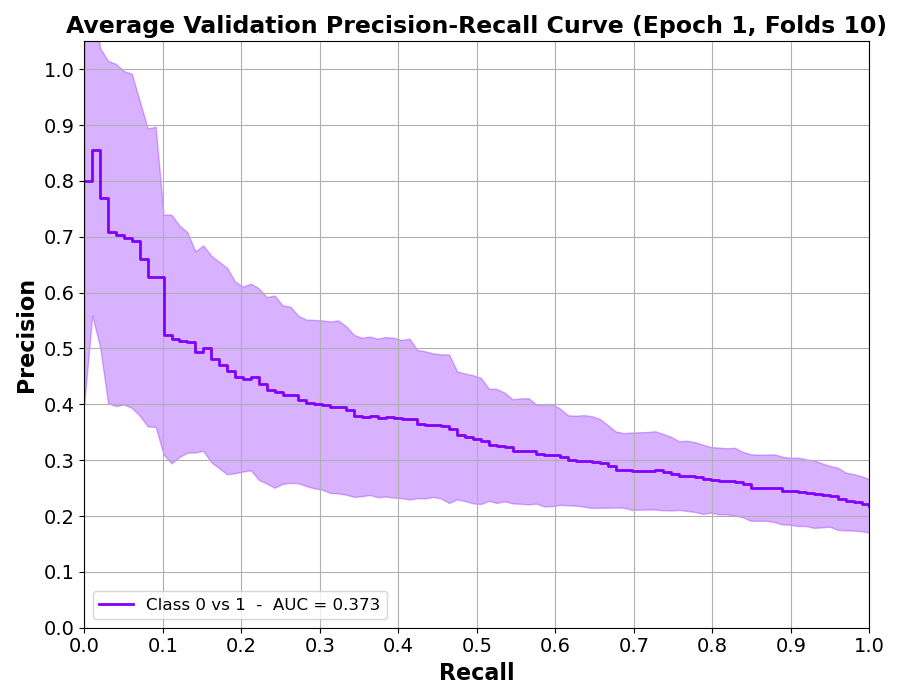 Average Validation Precision-Recall Curve (Epoch 1, Folds 10)
1.0
0.9
0.8
0.7
0.6
0.5
0.4
0.3
0.2
0.1
0.0
Precision
Class 0 vs 1 - AUC = 0.373
0.0 0.1 0.2 0.3 0.4 0.5 0.6 0.7 0.8 0.9 1.0
Recall